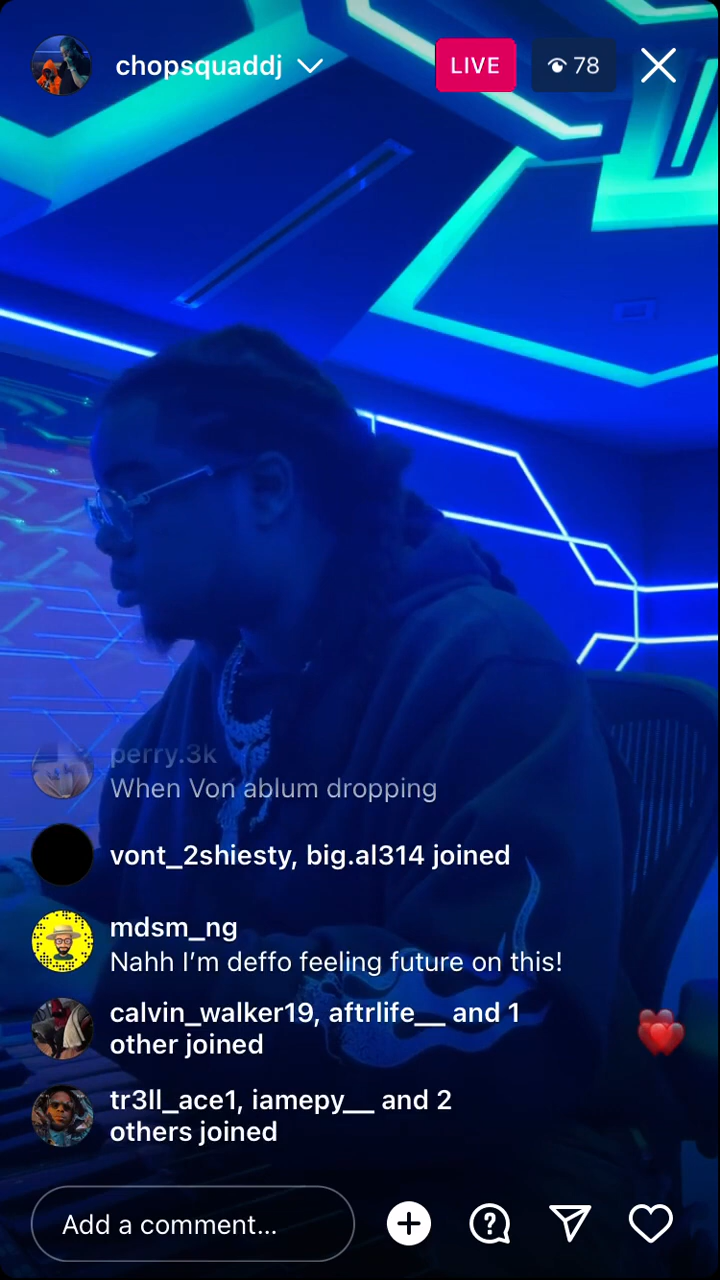 chopsquaddj
LIVE
78
perry.3k
When Von ablum dropping
vont_2shiesty, big.al314 joined
mdsm_ng
Nahh I’m deffo feeling future on this!
calvin_walker19, aftrlife__ and 1
other joined
tr3ll_ace1, iamepy__ and 2
others joined
Add a comment...